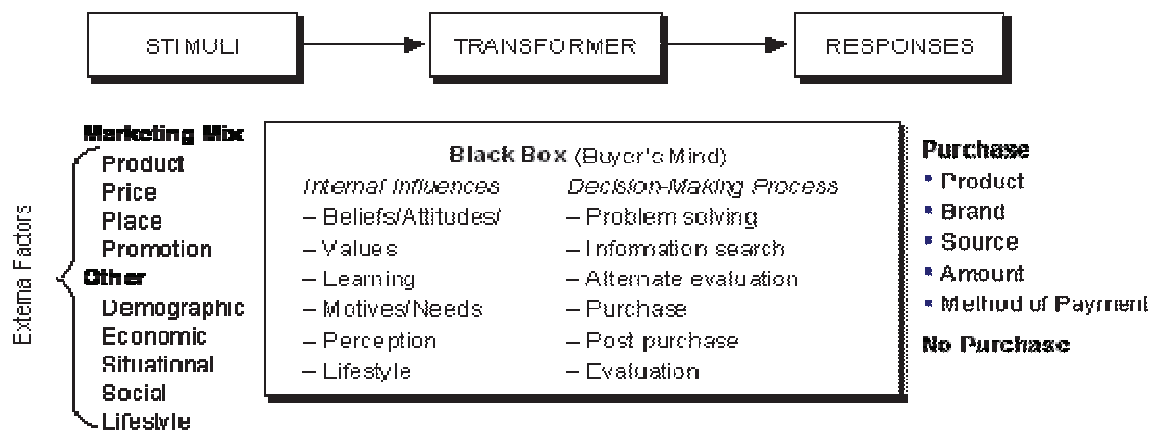 STIMULI
TRANSFORMER
RESPONSES
Externa Factors
Marketing Mix
Product
Price
Place
Promotion
Other
Demographic
Economic
Situational
Social
Lifestyle
Black Box (Buyer's Mind)
Internal Influences
– Beliefs/Attitudes/
– Values
– Learning
– Motives/Needs
– Perception
– Lifestyle
Decision-Making Process
– Problem solving
– Information search
– Alternate evaluation
– Purchase
– Post purchase
– Evaluation
Purchase
• Product
• Brand
• Source
• Amount
• Method of Payment
No Purchase